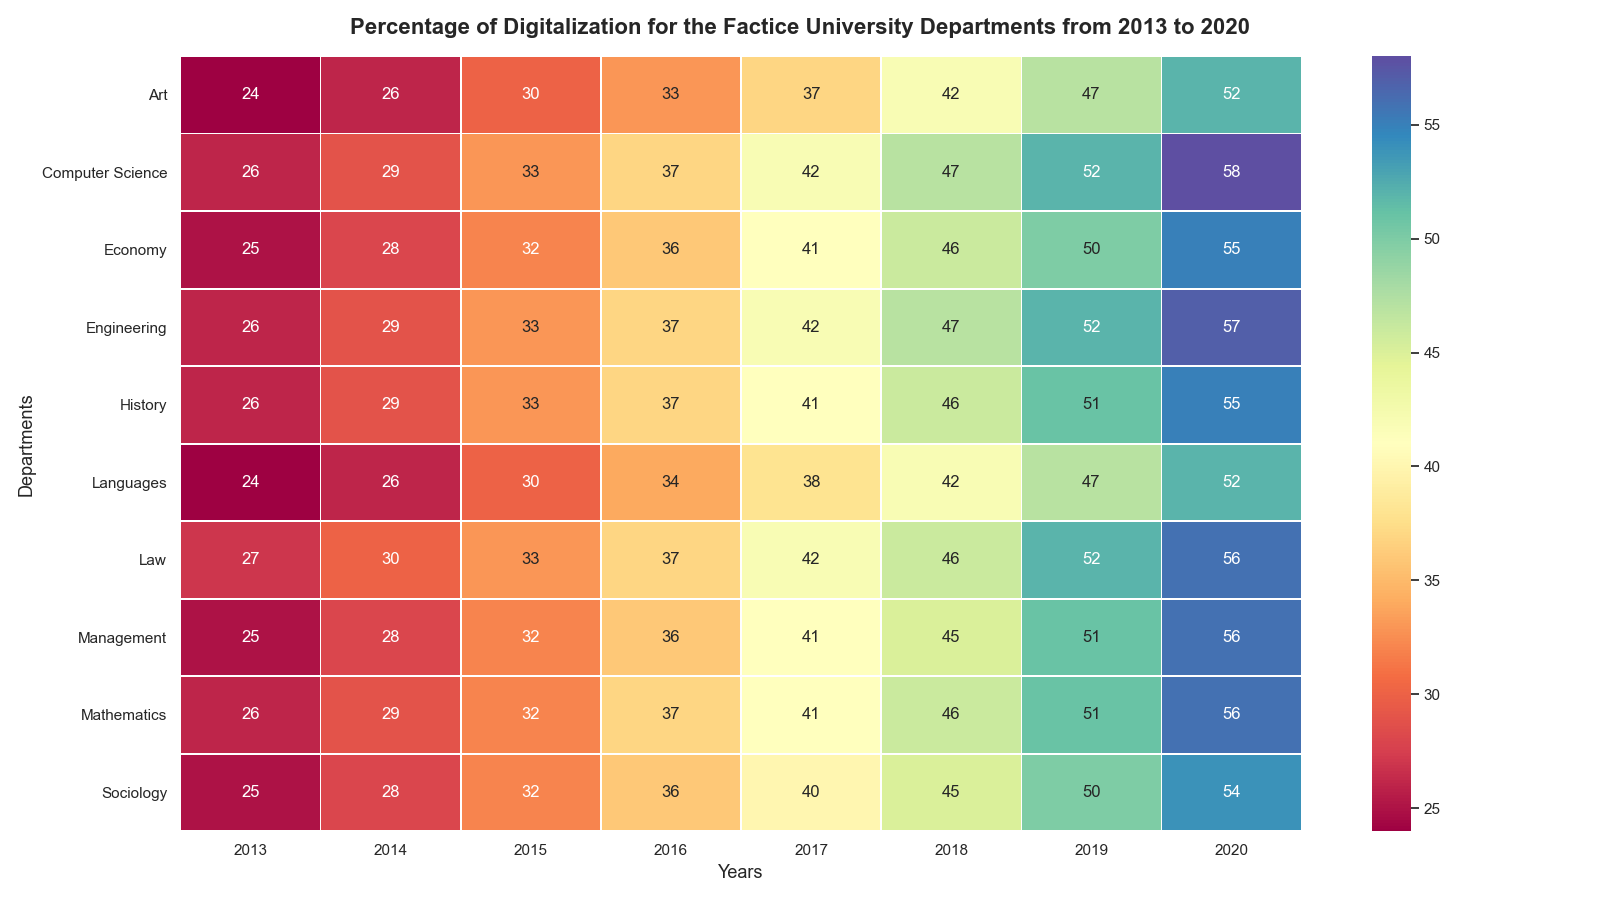 Percentage of Digitalization for the Factice University Departments from 2013 to 2020
Departments
Art 24 26 30 33 37 42 47 52
Computer Science 26 29 33 37 42 47 52 58
Economy 25 28 32 36 41 46 50 55
Engineering 26 29 33 37 42 47 52 57
History 26 29 33 37 41 46 51 55
Languages 24 26 30 34 38 42 47 52
Law 27 30 33 37 42 46 52 56
Management 25 28 32 36 41 45 51 56
Mathematics 26 29 32 37 41 46 51 56
Sociology 25 28 32 36 40 45 50 54
2013 2014 2015 2016 2017 2018 2019 2020
Years
55
50
45
40
35
30
25